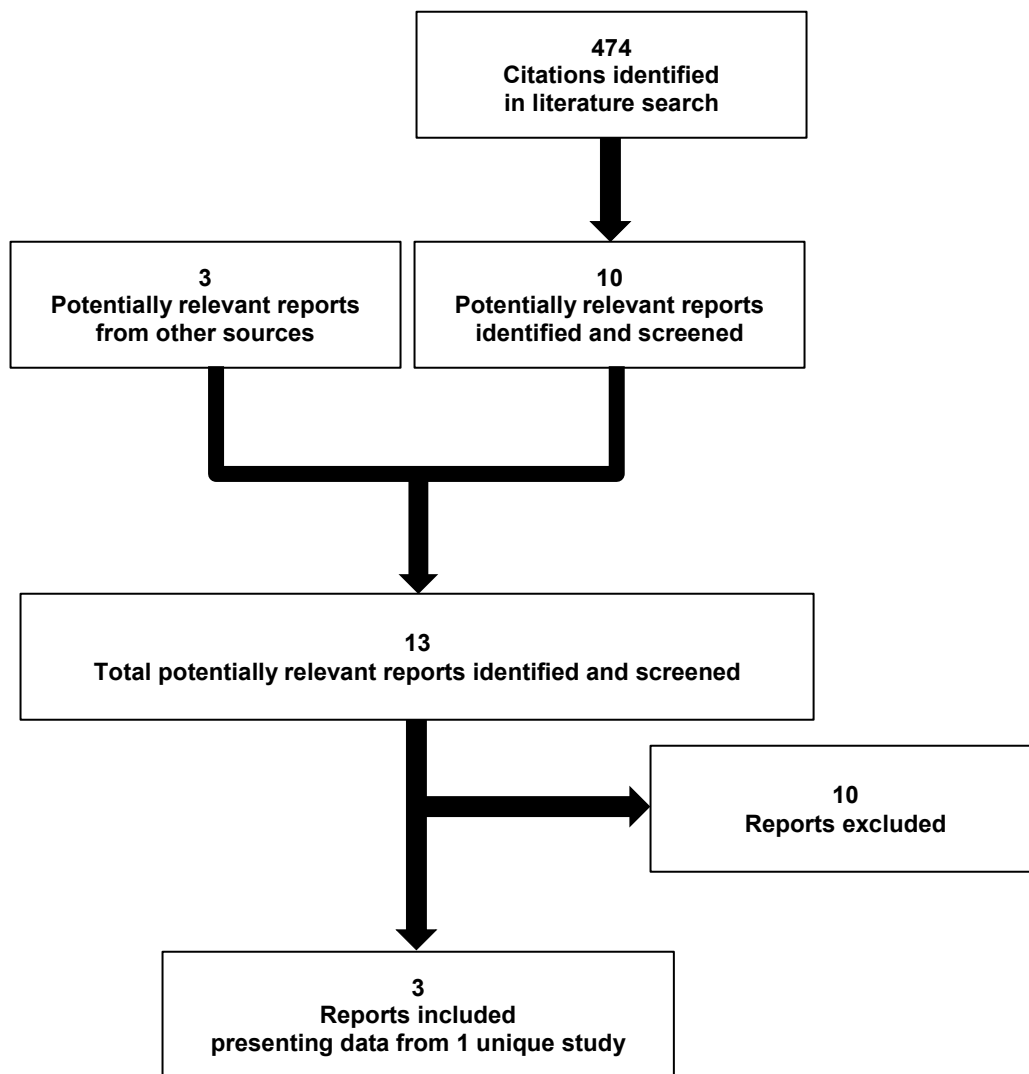 474
Citations identified
in literature search
3
Potentially relevant reports
from other sources
10
Potentially relevant reports
identified and screened
13
Total potentially relevant reports identified and screened
10
Reports excluded
3
Reports included
presenting data from 1 unique study